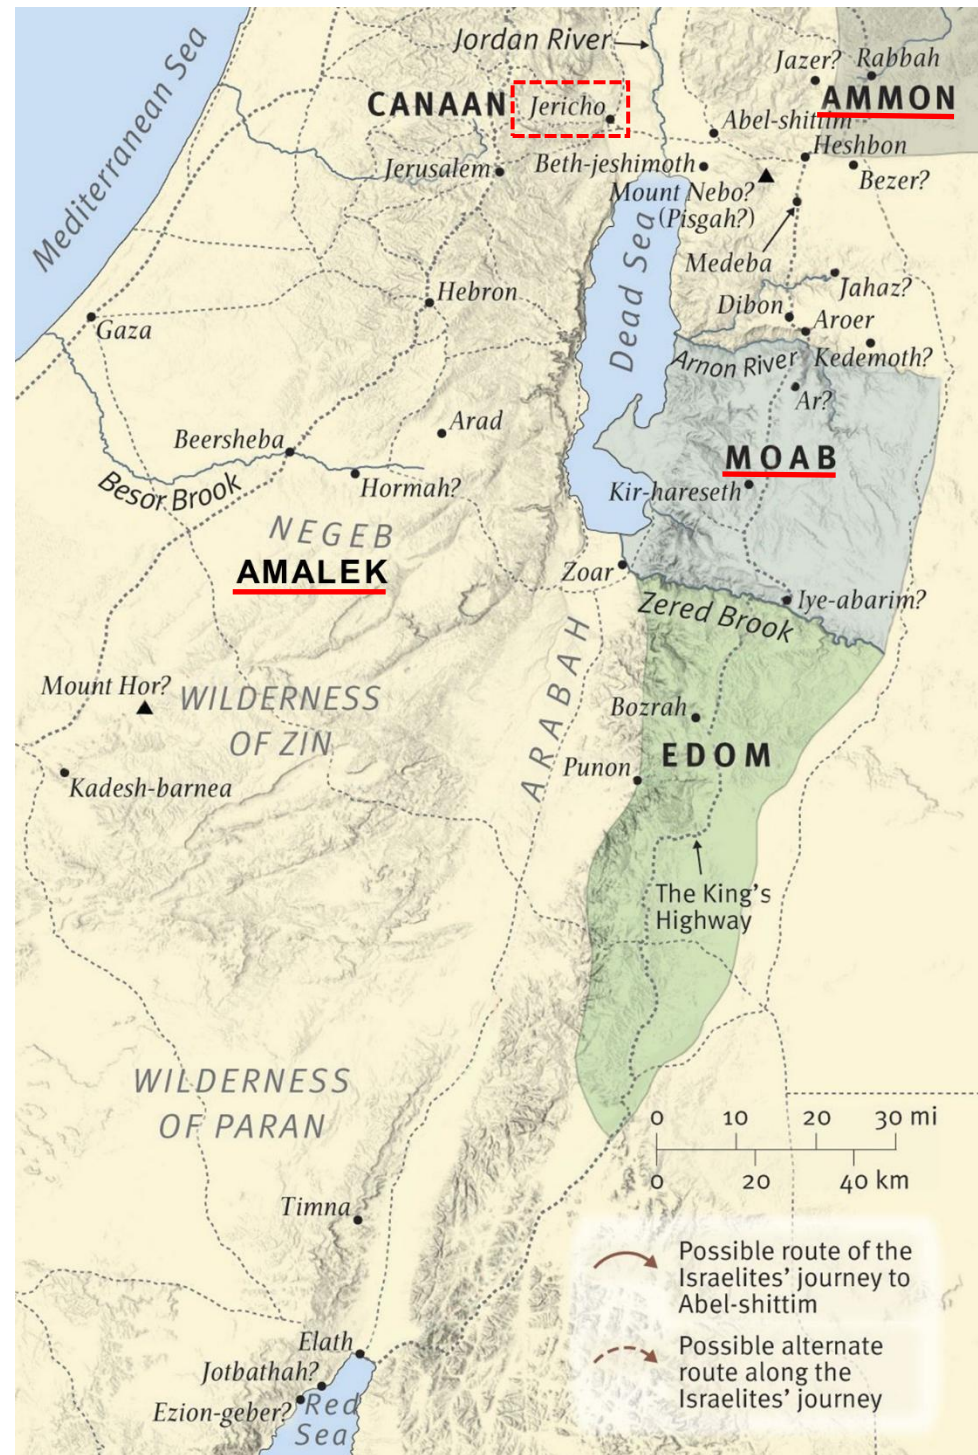 Mediterranean Sea
Jordan River
Jazer?
Rabbah
CANAAN
Jericho
AMMON
Abel-shittim
Heshbon
Jerusalem
Beth-jeshimoth
Bezer?
Mount Nebo?
(Pisgah?)
Medeba
Dead Sea
Jahaz?
Hebron
Dibon
Aroer
Gaza
Arnon River
Kedemoth?
Ar?
Arad
Beersheba
MOAB
Besor Brook
Hormah?
Kir-hareseth
NEGEB
AMALEK
Zoar
Iye-abarim?
Zered Brook
ARABAH
Mount Hor?
WILDERNESS
OF ZIN
Bozrah
EDOM
Punon
Kadesh-barnea
The King's
Highway
WILDERNESS
OF PARAN
0 10 20 30 mi
0 20 40 km
Timna
Possible route of the
Israelites' journey to
Abel-shittim
Possible alternate
route along the
Israelites' journey
Elath
Jotbathah?
Ezion-geber?
Red
Sea